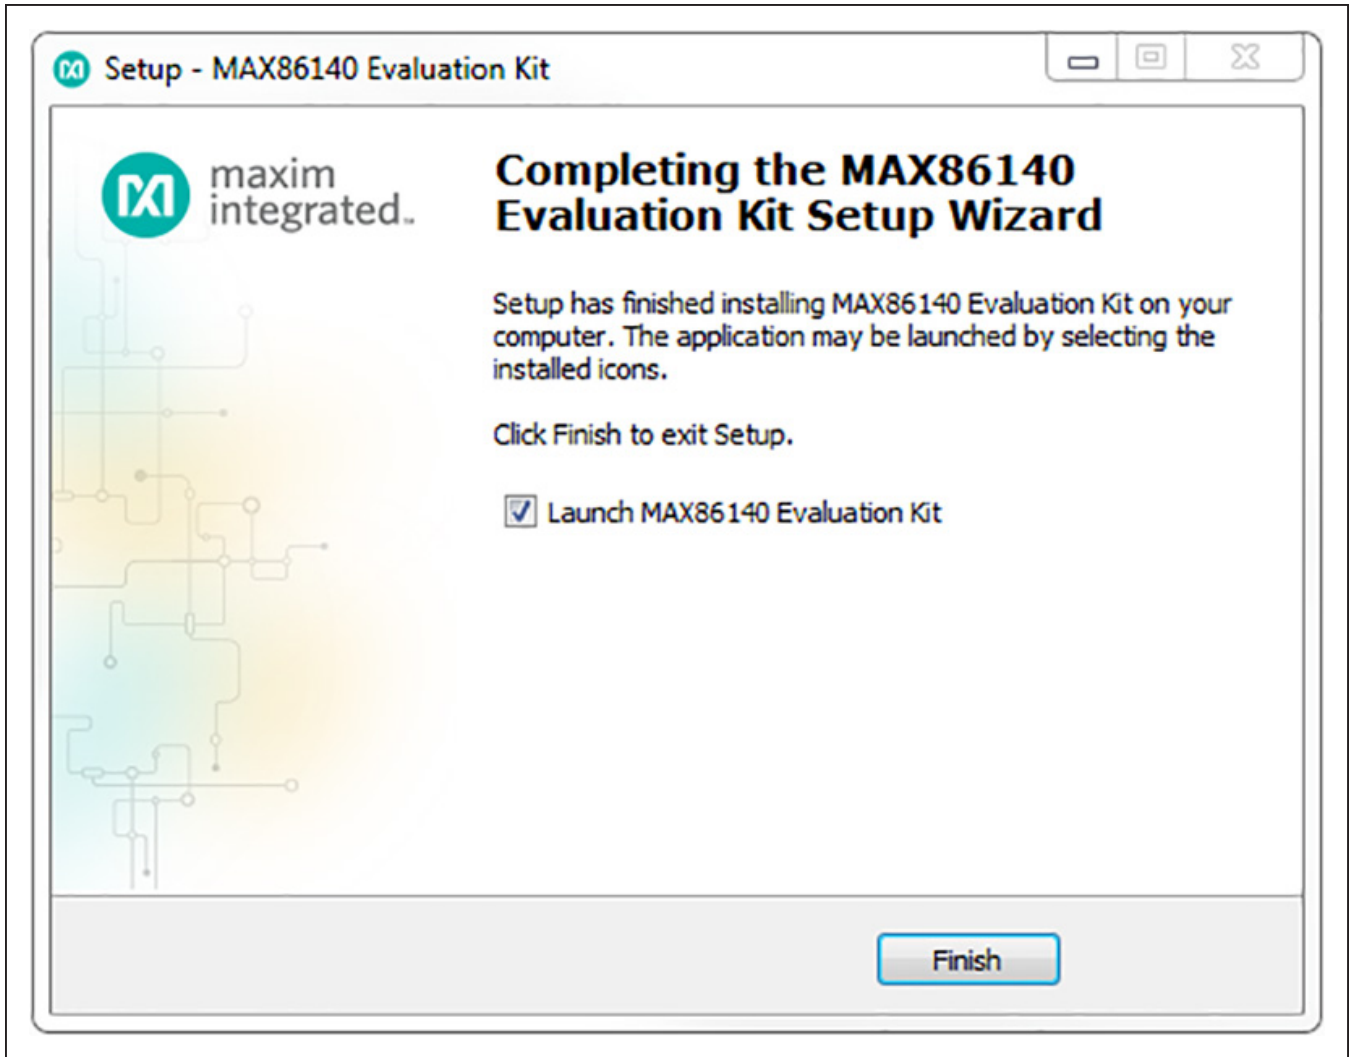 Setup - MAX86140 Evaluation Kit
maxim
integrated™
Completing the MAX86140
Evaluation Kit Setup Wizard
Setup has finished installing MAX86140 Evaluation Kit on your
computer. The application may be launched by selecting the
installed icons.
Click Finish to exit Setup.
Launch MAX86140 Evaluation Kit
Finish